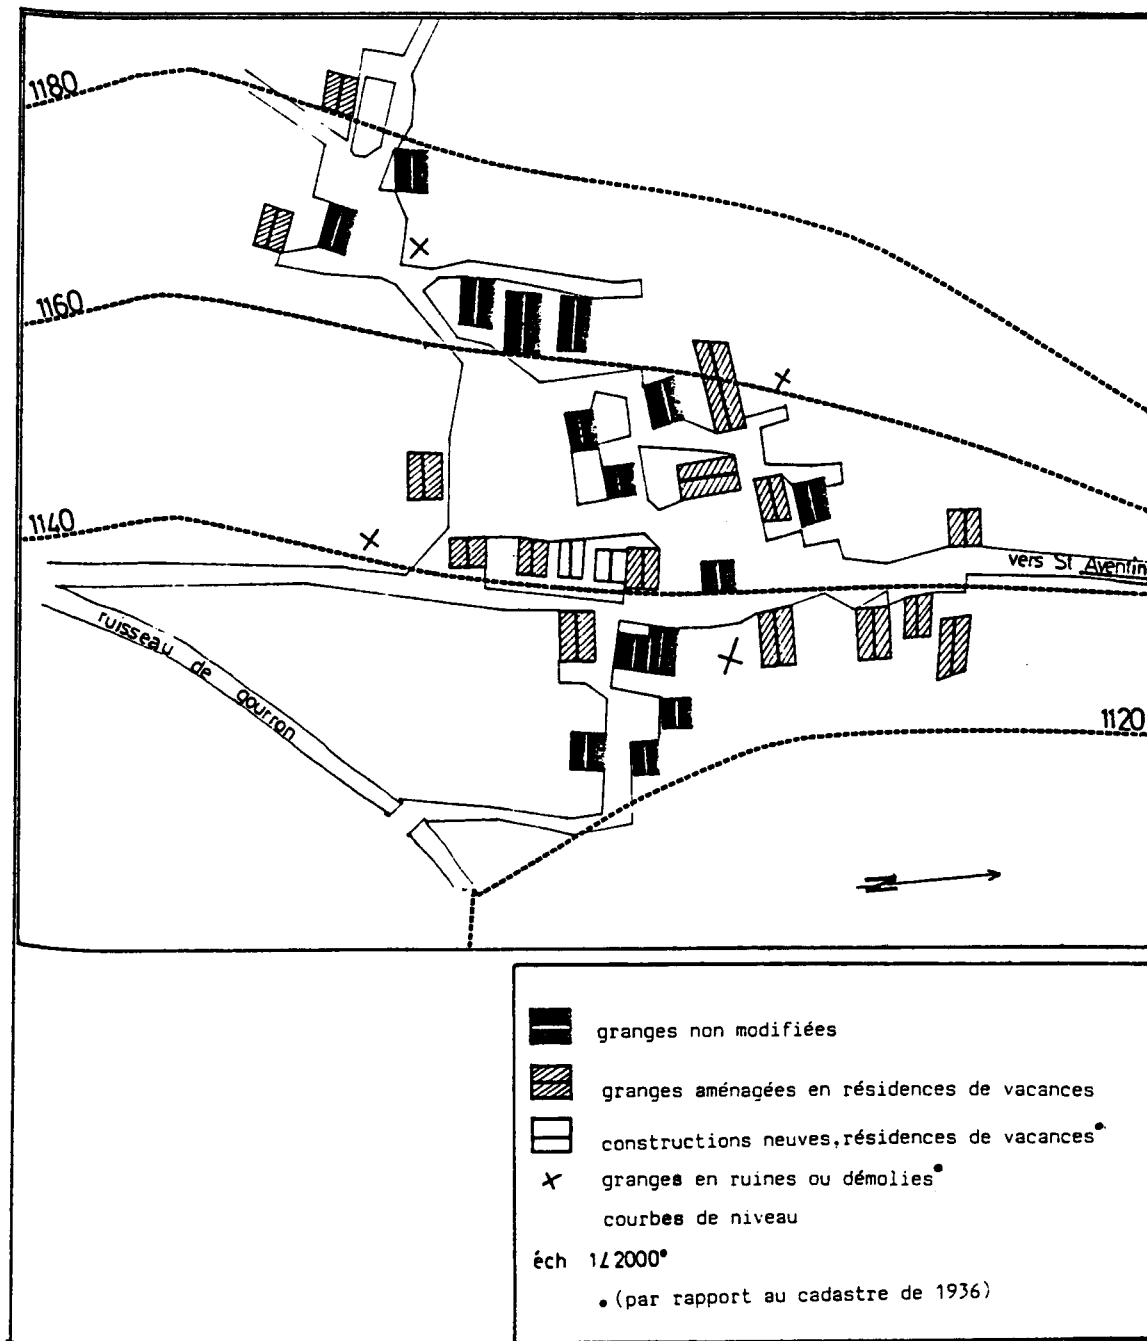 1180
1160
1140
vers St Aventin
ruisseau de gourron
1120
N
granges non modifiées
granges aménagées en résidences de vacances
constructions neuves,résidences de vacances•
granges en ruines ou démolies•
courbes de niveau
éch 1/2000•
• (par rapport au cadastre de 1936)